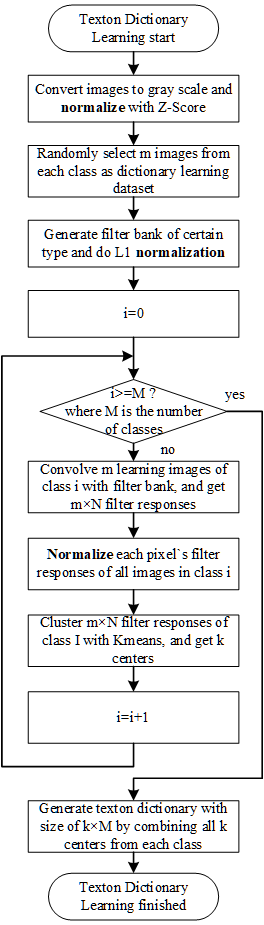 Texton Dictionary
Learning start
Convert images to gray scale and
normalize with Z-Score
Randomly select m images from
each class as dictionary learning
dataset
Generate filter bank of certain
type and do L1 normalization
i=0
i>=M ?
where M is the number
of classes
yes
no
Convolve m learning images of
class i with filter bank, and get
m×N filter responses
Normalize each pixel`s filter
responses of all images in class i
Cluster m×N filter responses of
class I with Kmeans, and get k
centers
i=i+1
Generate texton dictionary with
size of k×M by combining all k
centers from each class
Texton Dictionary
Learning finished